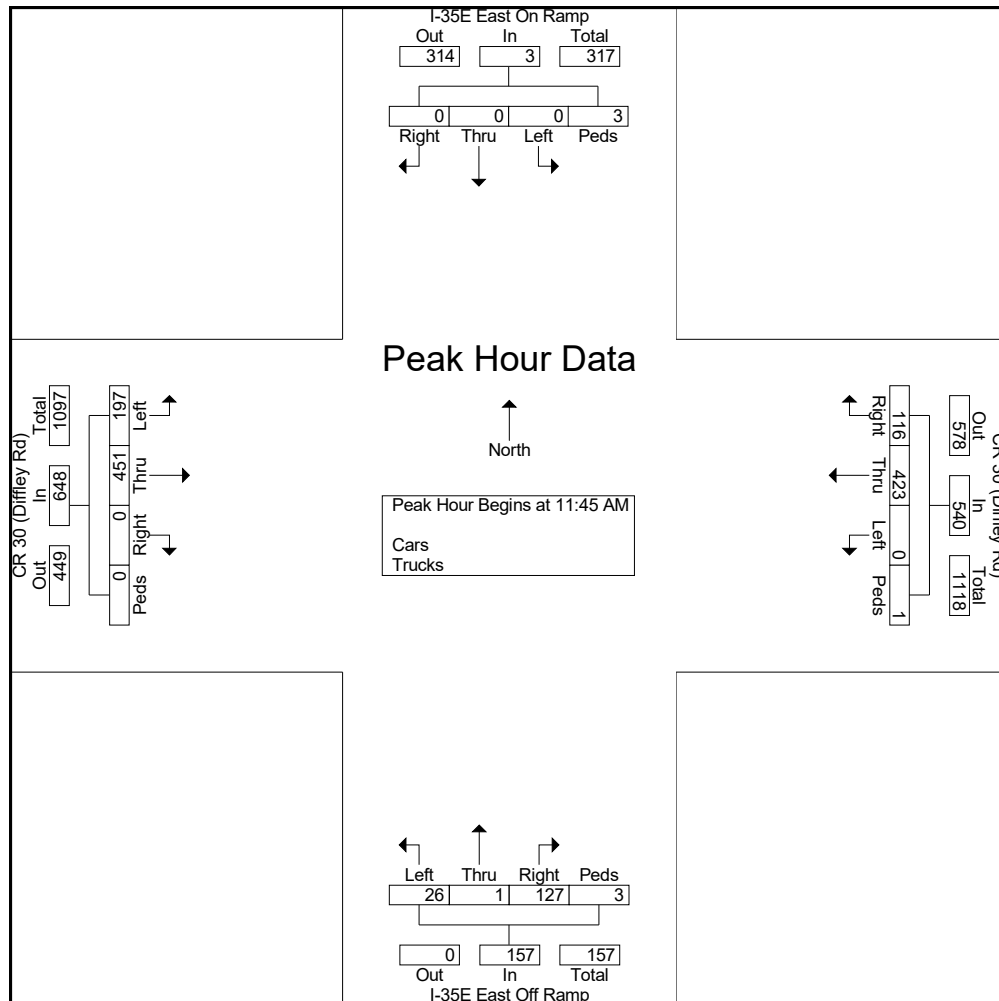 I-35E East On Ramp
Out In Total
314 3 317
0 0 0 3
Right Thru Left Peds
Peak Hour Data
North
Peak Hour Begins at 11:45 AM
Cars
Trucks
CR 30 (Diffley Rd)
Total In Out
1097 648 449
197 451 0 0
Left Thru Right Peds
CR 30 (Diffley Rd)
Out In Total
578 540 1118
116 423 0 1
Right Thru Left Peds
Left Thru Right Peds
26 1 127 3
0 157 157
Out In Total
I-35E East Off Ramp